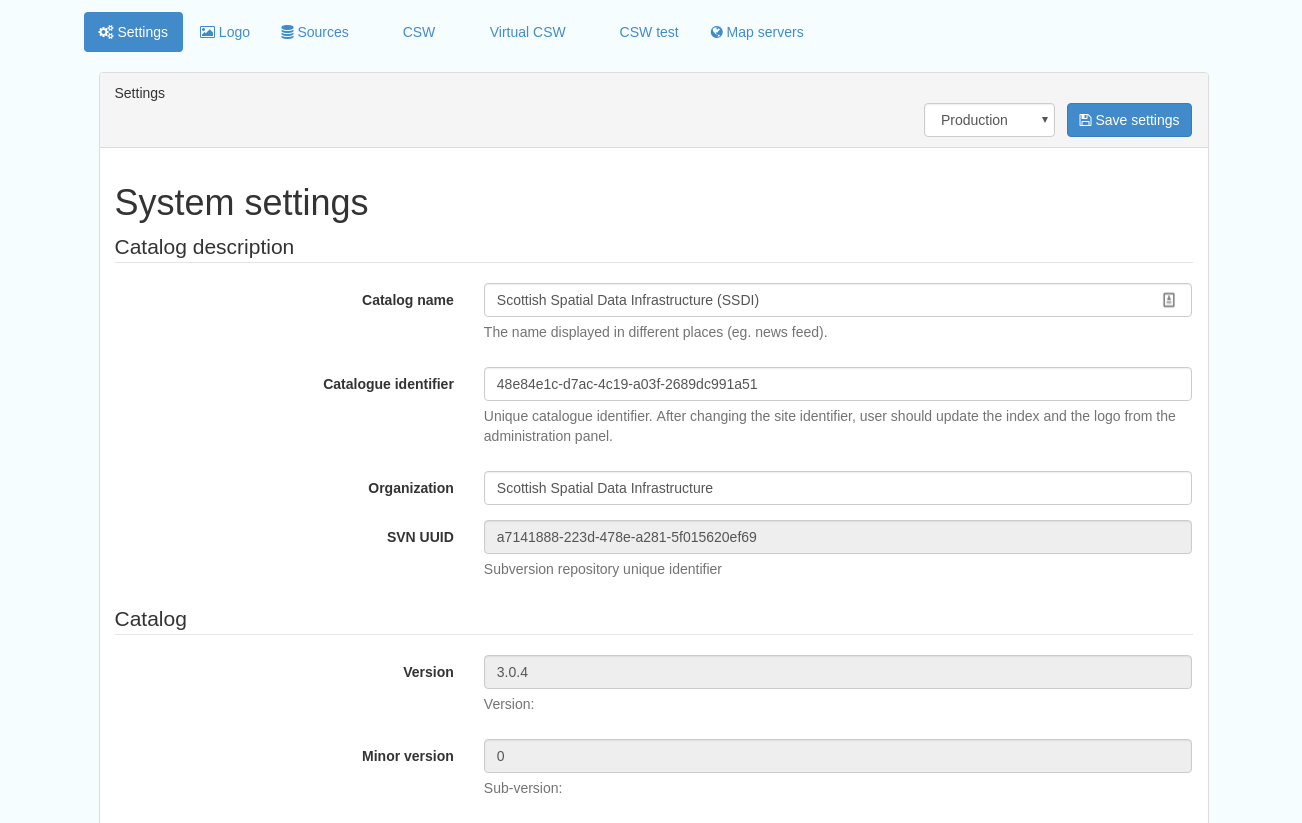 Settings Logo Sources CSW Virtual CSW CSW test Map servers
Settings
Production Save settings
System settings
Catalog description
Catalog name Scottish Spatial Data Infrastructure (SSDI)
The name displayed in different places (eg. news feed).
Catalogue identifier 48e84e1c-d7ac-4c19-a03f-2689dc991a51
Unique catalogue identifier. After changing the site identifier, user should update the index and the logo from the
administration panel.
Organization Scottish Spatial Data Infrastructure
SVN UUID a7141888-223d-478e-a281-5f015620ef69
Subversion repository unique identifier
Catalog
Version 3.0.4
Version:
Minor version 0
Sub-version: